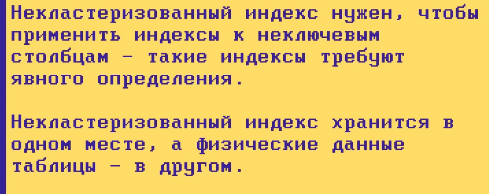 Некластеризованный индекс нужен, чтобы
применить индексы к неключевым
столбцам – такие индексы требуют
явного определения.
Некластеризованный индекс хранится в
одном месте, а физические данные
таблицы – в другом.